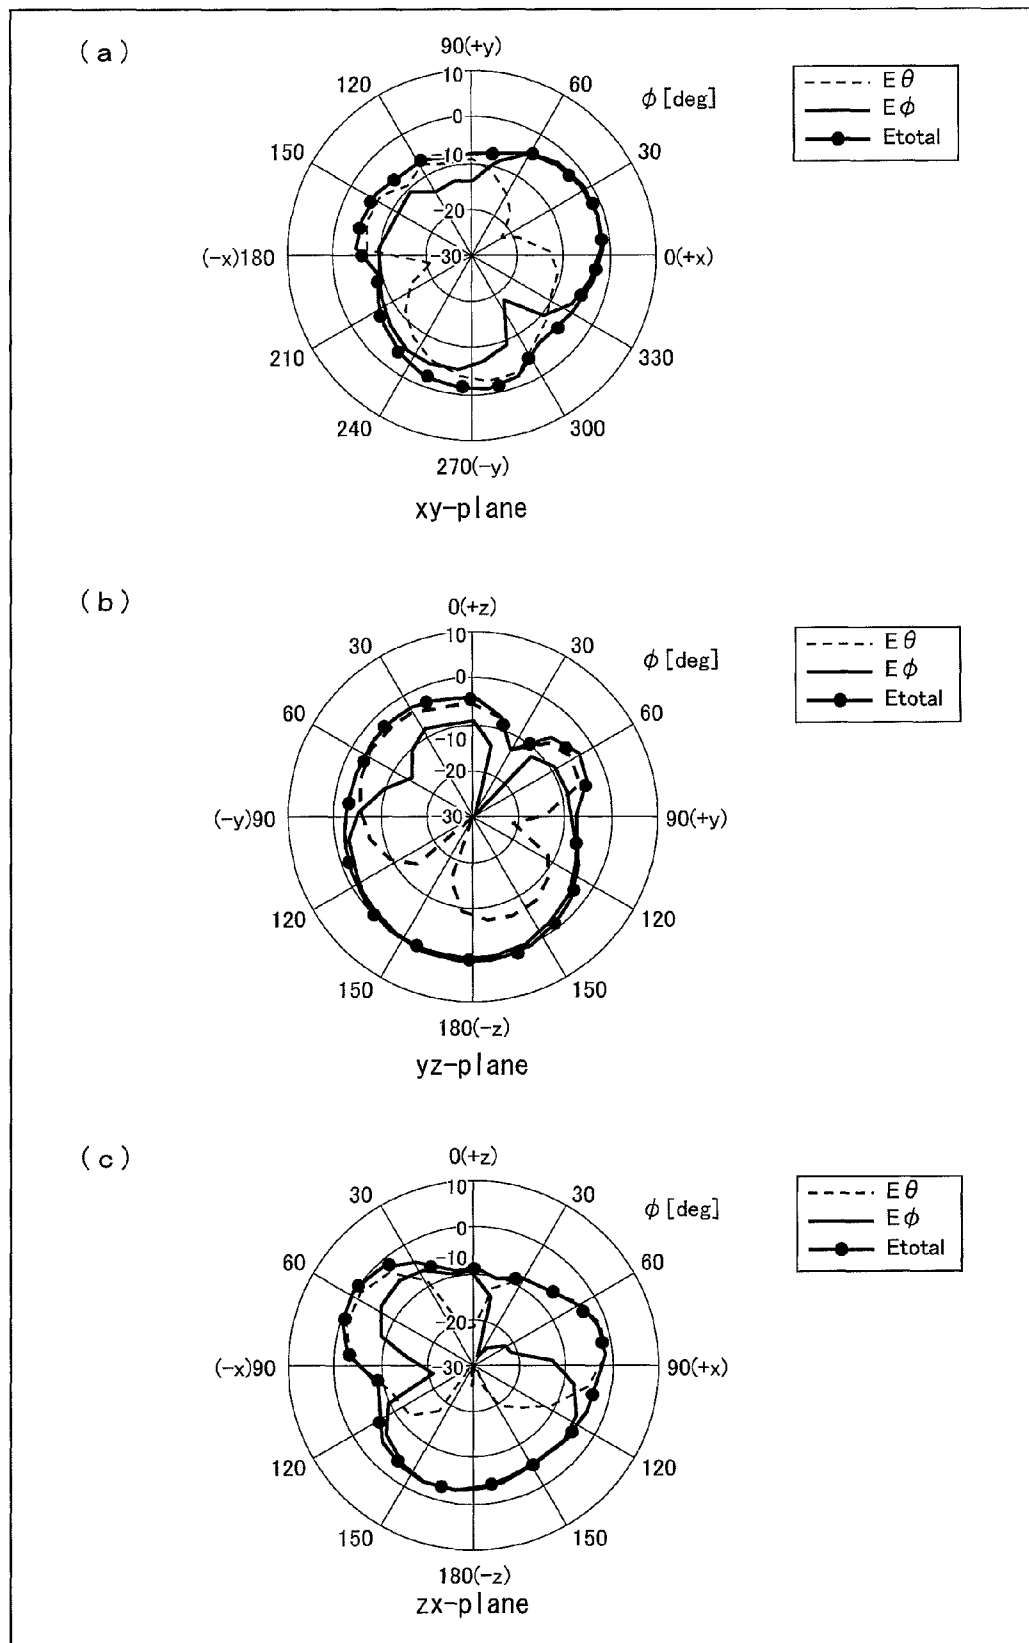 (a)
90(+y)
10
120
60
φ[deg]
0
150
-10
30
-20
(-x)180
-30
0(+x)
210
330
240
300
270(-y)
xy-plane
Eθ
Eφ
Etotal
(b)
0(+z)
10
30
30
φ[deg]
0
60
-10
60
-20
(-y)90
-30
90(+y)
120
120
150
150
180(-z)
yz-plane
Eθ
Eφ
Etotal
(c)
0(+z)
10
30
30
φ[deg]
0
60
-10
60
-20
(-x)90
-30
90(+x)
120
120
150
150
180(-z)
zx-plane
Eθ
Eφ
Etotal